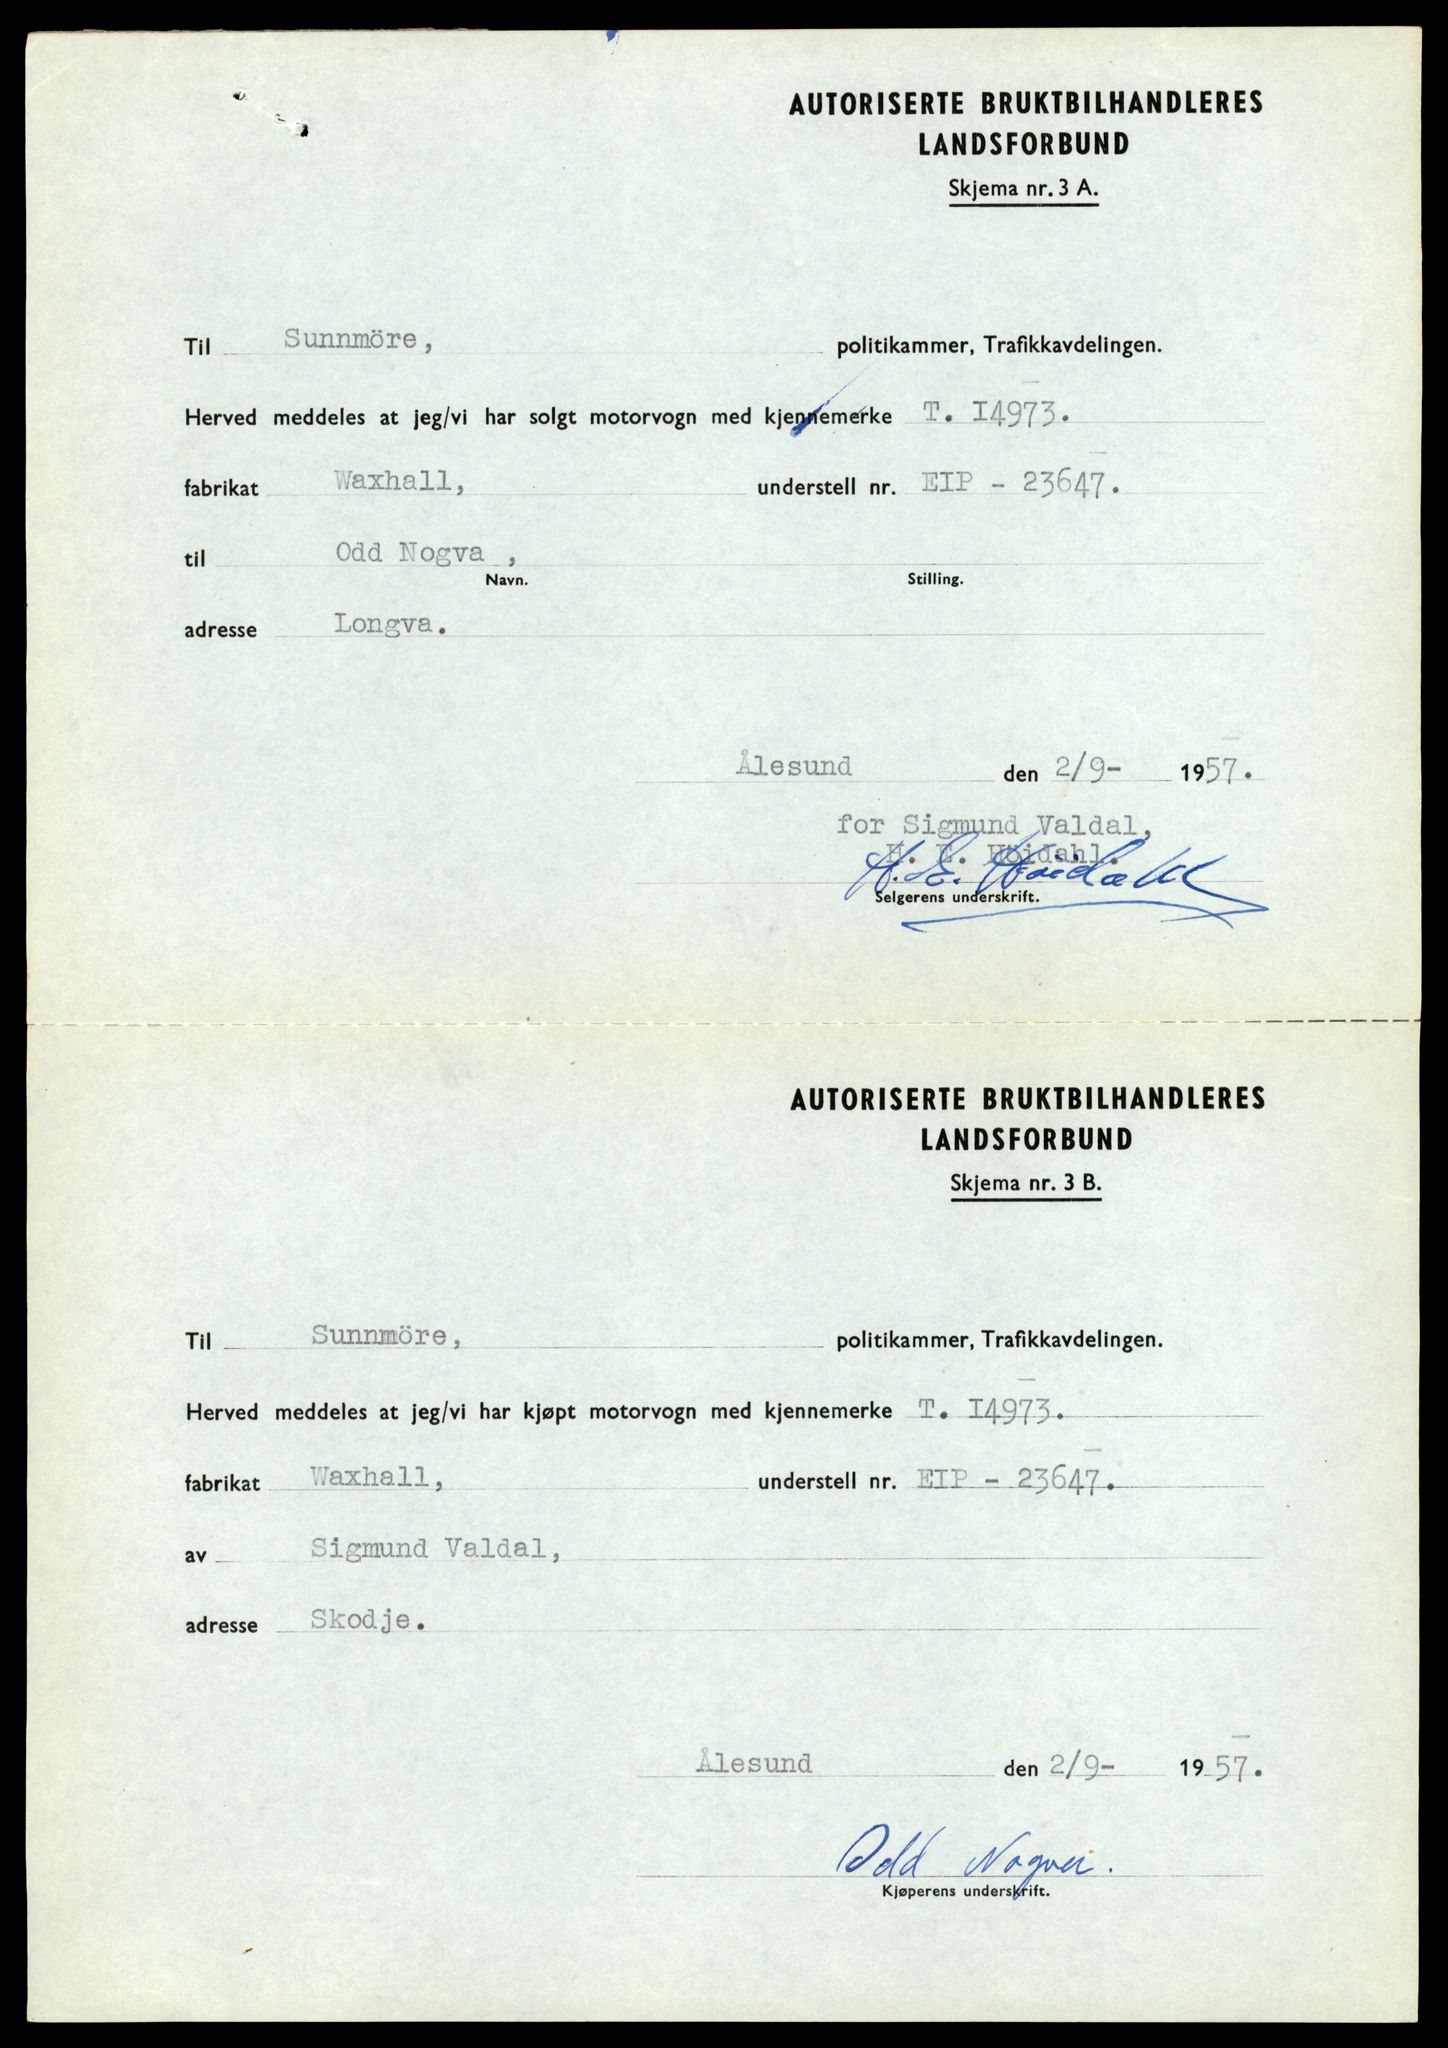 AUTORISERTE BRUKTBILHANDLERES
LANDSFORBUND
Skjema nr. 3 A.
Til Sunnmöre, politikammer, Trafikkavdelingen.
Herved meddeles at jeg/vi har solgt motorvogn med kjennemerke T. I4973.
fabrikat Waxhall, understell nr. EIP - 23647.
til Odd Nogva ,
Navn. Stilling.
adresse Longva.
Ålesund den 2/9- 1957.
for Sigmund Valdal,
H. E. Höidahl.
H. E. Høidahl
Selgerens underskrift.
AUTORISERTE BRUKTBILHANDLERES
LANDSFORBUND
Skjema nr. 3 B.
Til Sunnmöre, politikammer, Trafikkavdelingen.
Herved meddeles at jeg/vi har kjøpt motorvogn med kjennemerke T. I4973.
fabrikat Waxhall, understell nr. EIP - 23647.
av Sigmund Valdal,
adresse Skodje.
Ålesund den 2/9- 1957.
Odd Nogva.
Kjøperens underskrift.